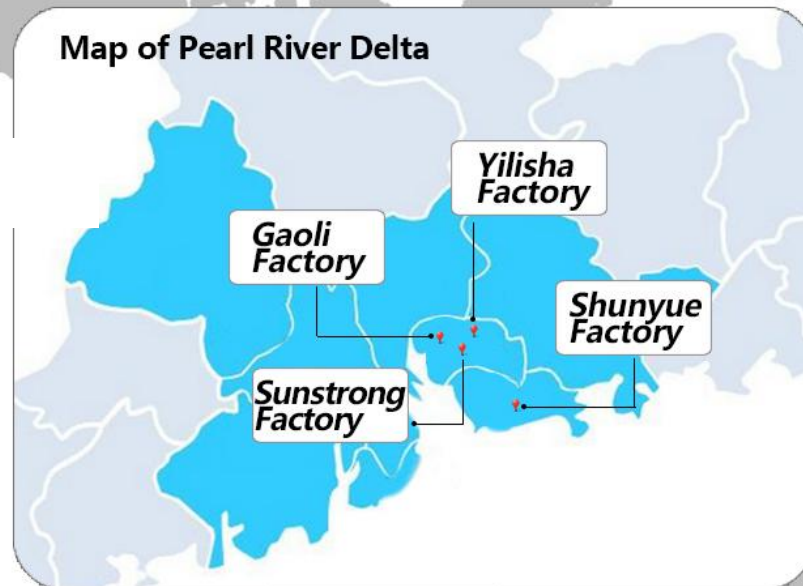 Map of Pearl River Delta
Yilisha
Factory
Gaoli
Factory
Shunyue
Factory
Sunstrong
Factory